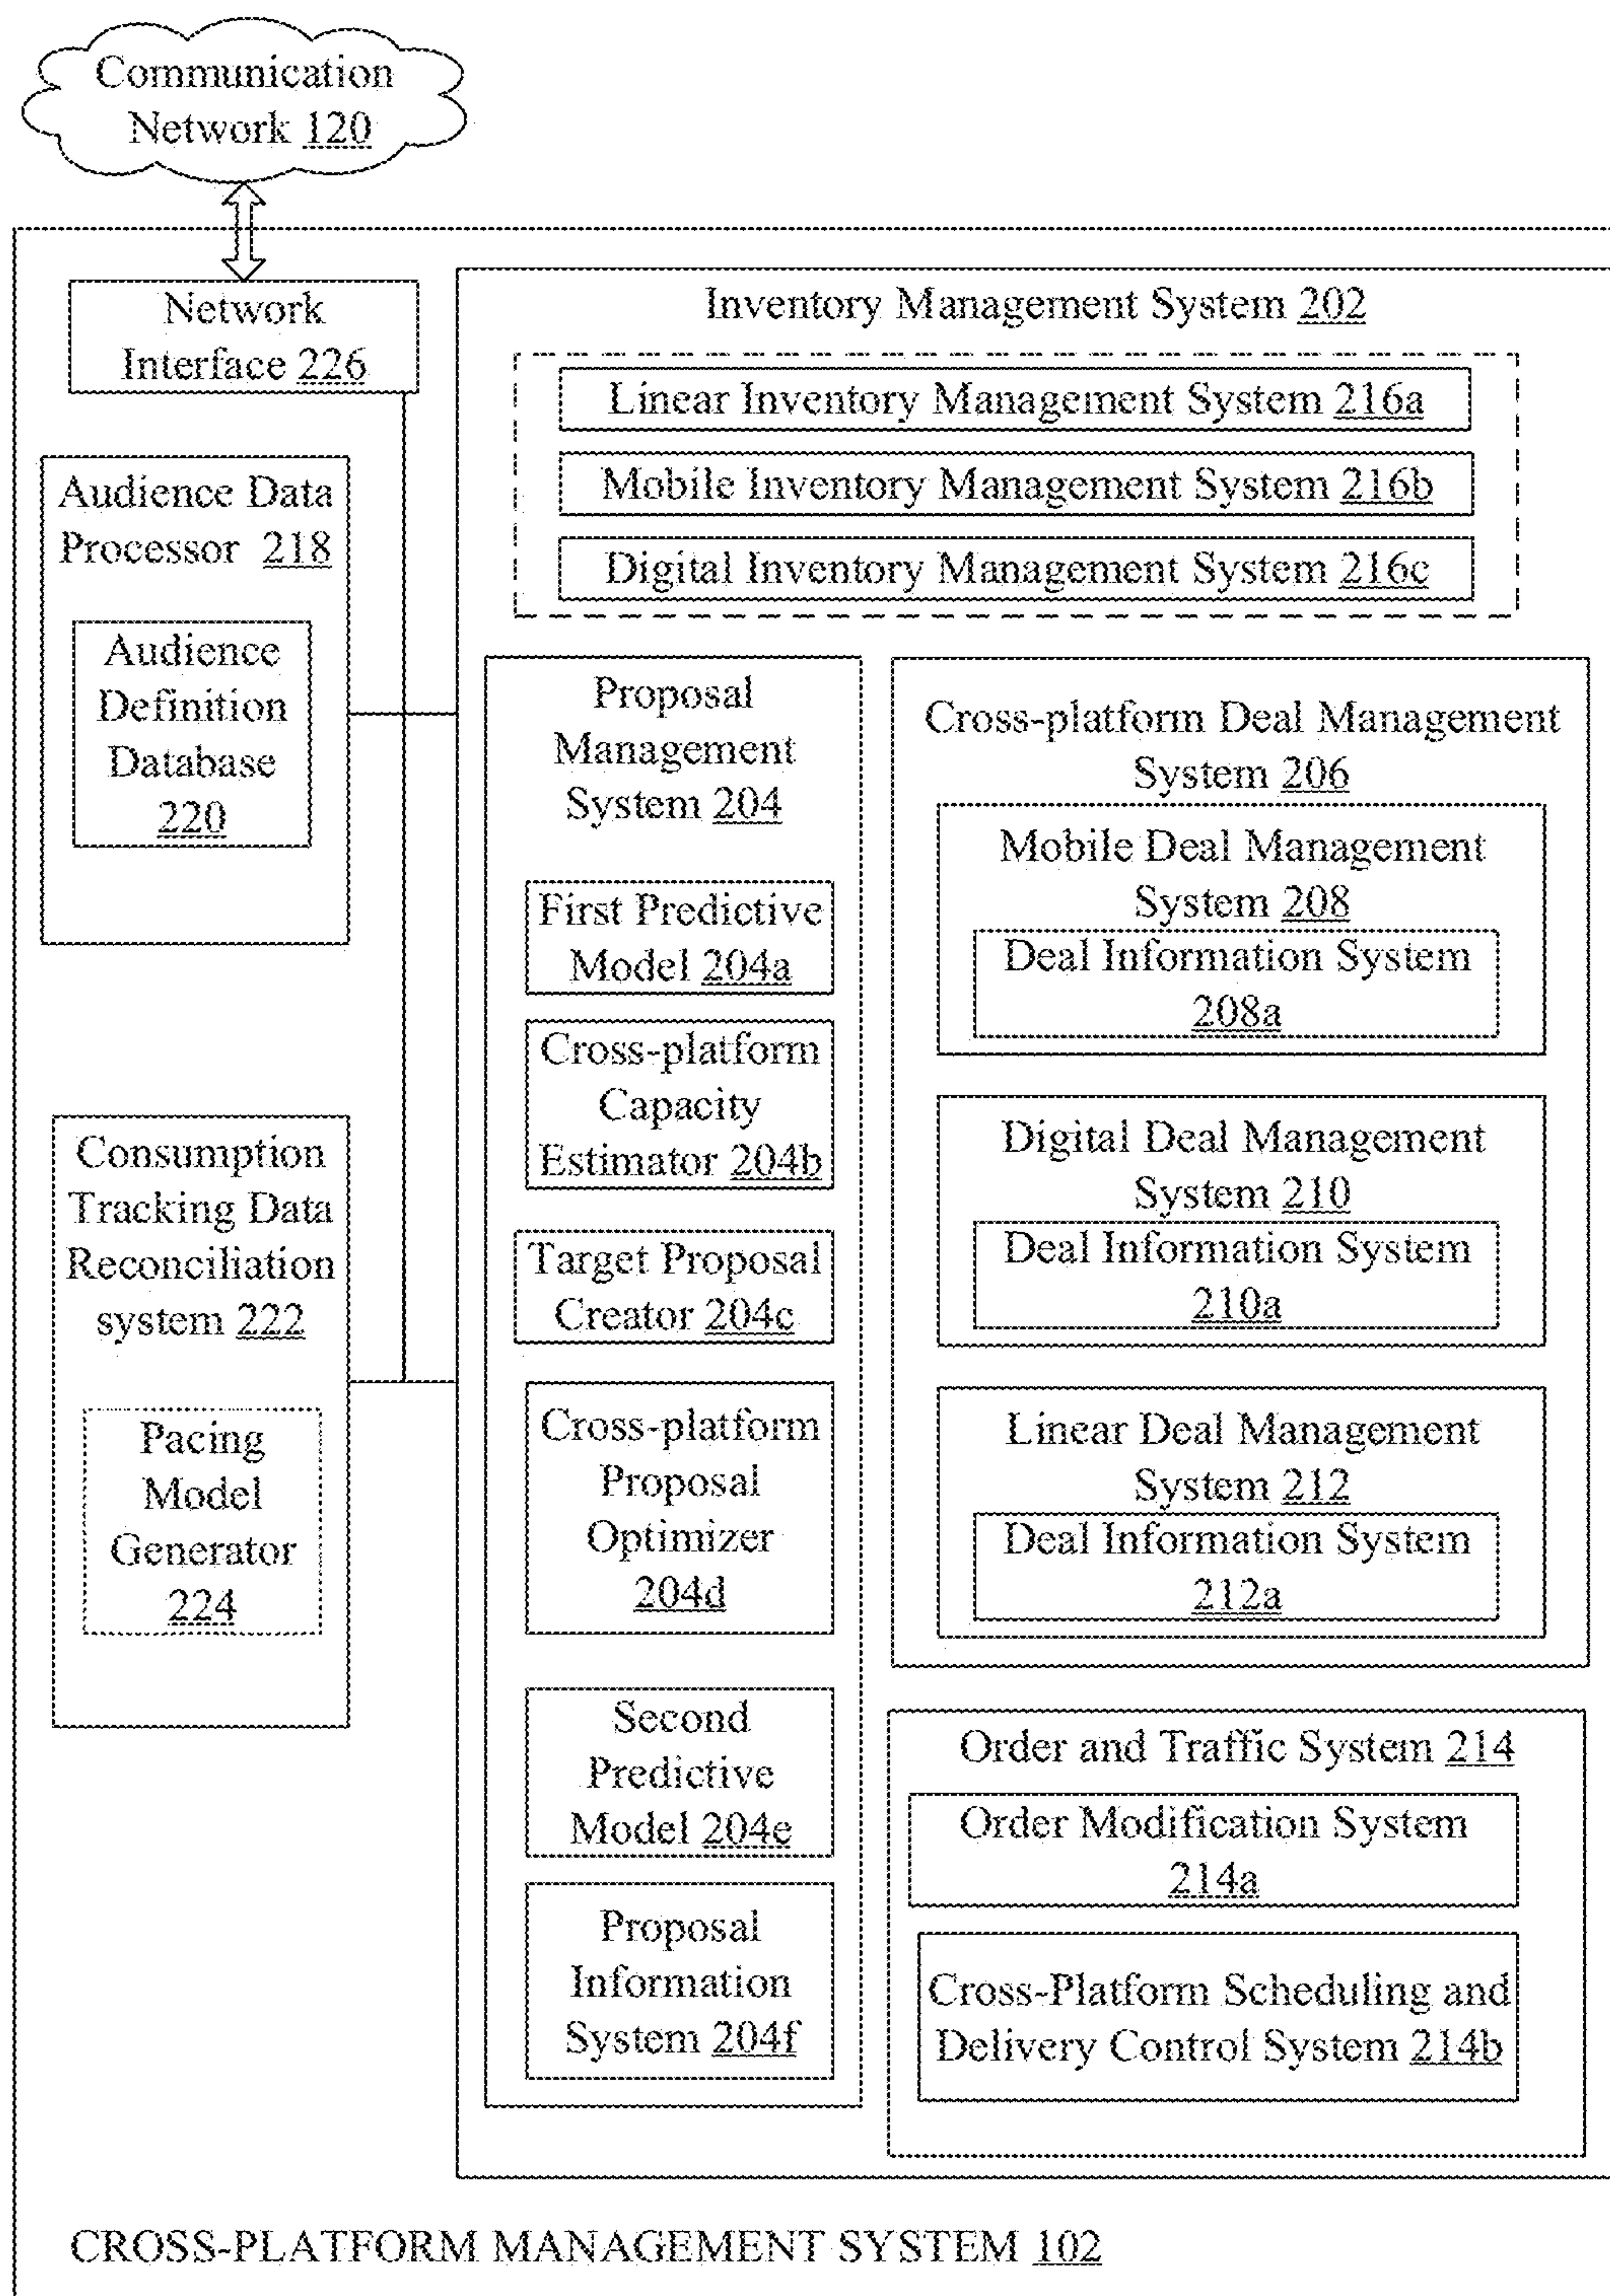 Communication
Network 120
Network
Interface 226
Audience Data
Processor 218
Audience
Definition
Database
220
Consumption
Tracking Data
Reconciliation
system 222
Pacing
Model
Generator
224
Inventory Management System 202
Linear Inventory Management System 216a
Mobile Inventory Management System 216b
Digital Inventory Management System 216c
Proposal
Management
System 204
First Predictive
Model 204a
Cross-platform
Capacity
Estimator 204b
Target Proposal
Creator 204c
Cross-platform
Proposal
Optimizer
204d
Second
Predictive
Model 204e
Proposal
Information
System 204f
Cross-platform Deal Management
System 206
Mobile Deal Management
System 208
Deal Information System
208a
Digital Deal Management
System 210
Deal Information System
210a
Linear Deal Management
System 212
Deal Information System
212a
Order and Traffic System 214
Order Modification System
214a
Cross-Platform Scheduling and
Delivery Control System 214b
CROSS-PLATFORM MANAGEMENT SYSTEM 102